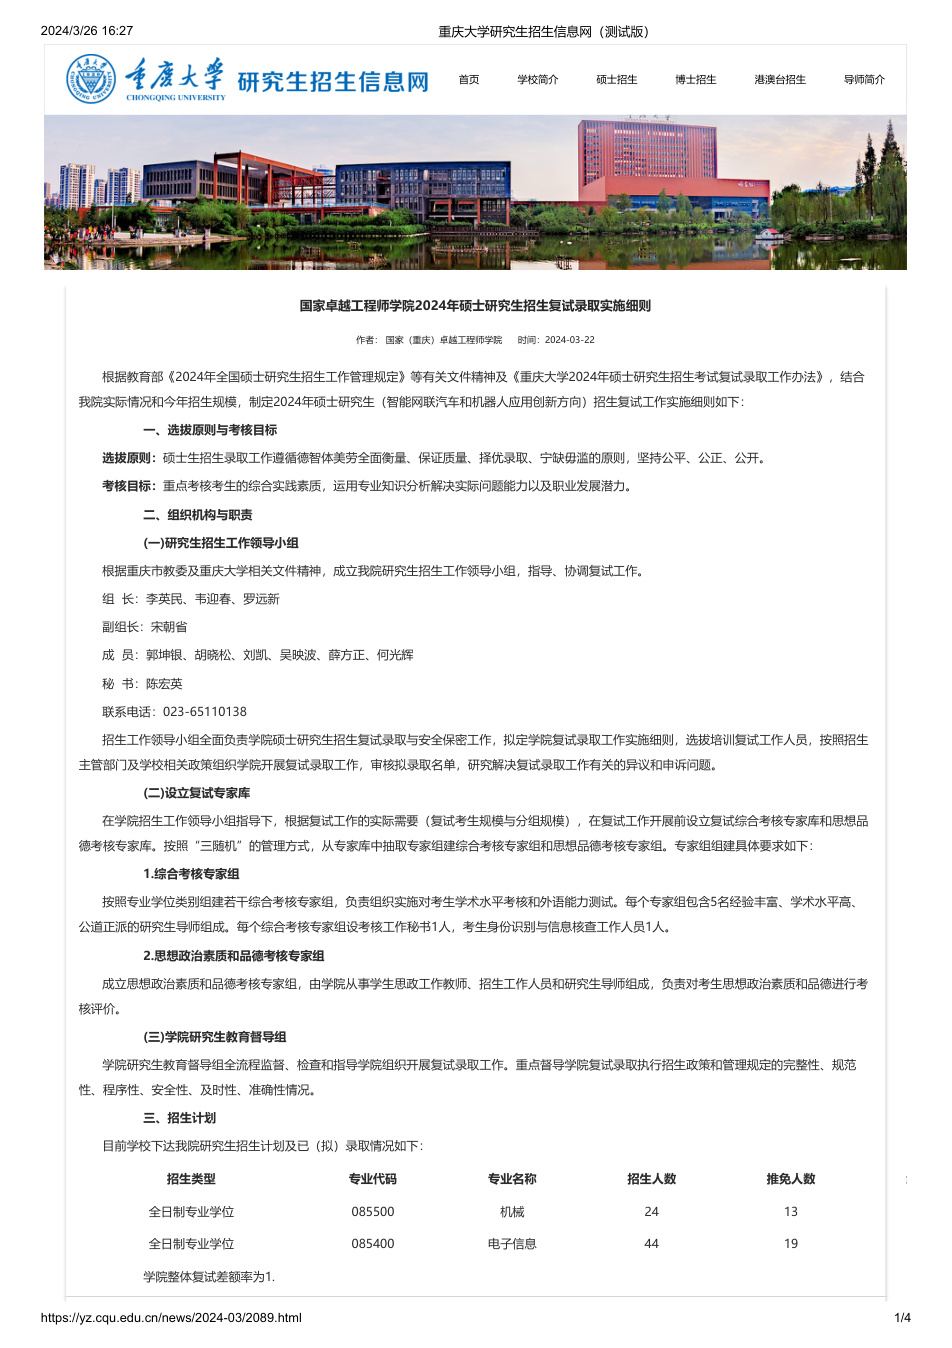 2024/3/26 16:27
重庆大学研究生招生信息网（测试版）
重庆大学 研究生招生信息网
CHONGQING UNIVERSITY
首页 学校简介 硕士招生 博士招生 港澳台招生 导师简介
国家卓越工程师学院2024年硕士研究生招生复试录取实施细则
作者： 国家（重庆）卓越工程师学院 时间：2024-03-22
根据教育部《2024年全国硕士研究生招生工作管理规定》等有关文件精神及《重庆大学2024年硕士研究生招生考试复试录取工作办法》，结合
我院实际情况和今年招生规模，制定2024年硕士研究生（智能网联汽车和机器人应用创新方向）招生复试工作实施细则如下：
一、选拔原则与考核目标
选拔原则：硕士生招生录取工作遵循德智体美劳全面衡量、保证质量、择优录取、宁缺毋滥的原则，坚持公平、公正、公开。
考核目标：重点考核考生的综合实践素质，运用专业知识分析解决实际问题能力以及职业发展潜力。
二、组织机构与职责
(一)研究生招生工作领导小组
根据重庆市教委及重庆大学相关文件精神，成立我院研究生招生工作领导小组，指导、协调复试工作。
组 长：李英民、韦迎春、罗远新
副组长：宋朝省
成 员：郭坤银、胡晓松、刘凯、吴映波、薛方正、何光辉
秘 书：陈宏英
联系电话：023-65110138
招生工作领导小组全面负责学院硕士研究生招生复试录取与安全保密工作，拟定学院复试录取工作实施细则，选拔培训复试工作人员，按照招生
主管部门及学校相关政策组织学院开展复试录取工作，审核拟录取名单，研究解决复试录取工作有关的异议和申诉问题。
(二)设立复试专家库
在学院招生工作领导小组指导下，根据复试工作的实际需要（复试考生规模与分组规模），在复试工作开展前设立复试综合考核专家库和思想品
德考核专家库。按照“三随机”的管理方式，从专家库中抽取专家组建综合考核专家组和思想品德考核专家组。专家组组建具体要求如下：
1.综合考核专家组
按照专业学位类别组建若干综合考核专家组，负责组织实施对考生学术水平考核和外语能力测试。每个专家组包含5名经验丰富、学术水平高、
公道正派的研究生导师组成。每个综合考核专家组设考核工作秘书1人，考生身份识别与信息核查工作人员1人。
2.思想政治素质和品德考核专家组
成立思想政治素质和品德考核专家组，由学院从事学生思政工作教师、招生工作人员和研究生导师组成，负责对考生思想政治素质和品德进行考
核评价。
(三)学院研究生教育督导组
学院研究生教育督导组全流程监督、检查和指导学院组织开展复试录取工作。重点督导学院复试录取执行招生政策和管理规定的完整性、规范
性、程序性、安全性、及时性、准确性情况。
三、招生计划
目前学校下达我院研究生招生计划及已（拟）录取情况如下：
招生类型 专业代码 专业名称 招生人数 推免人数
全日制专业学位 085500 机械 24 13
全日制专业学位 085400 电子信息 44 19
学院整体复试差额率为1.
https://yz.cqu.edu.cn/news/2024-03/2089.html
1/4